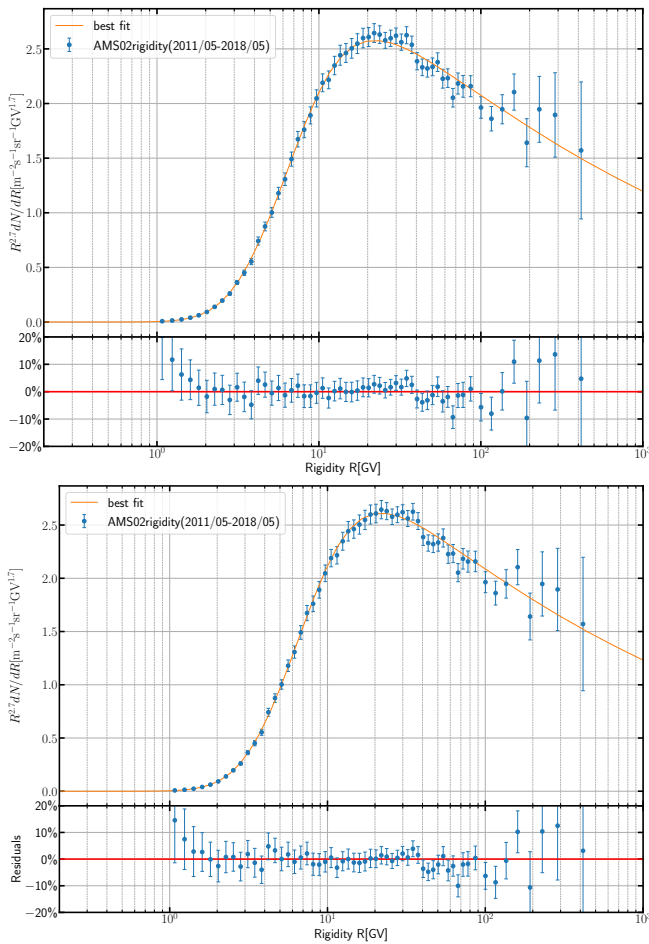 best fit
AMS02rigidity(2011/05-2018/05)
R^{2.7}dN/dR[m^{-2}s^{-1}sr^{-1}GV^{1.7}]
2.5
2.0
1.5
1.0
0.5
0.0
20%
10%
0%
−10%
−20%
10^0 10^1 10^2 10^3
Rigidity R[GV]
best fit
AMS02rigidity(2011/05-2018/05)
R^{2.7}dN/dR[m^{-2}s^{-1}sr^{-1}GV^{1.7}]
2.5
2.0
1.5
1.0
0.5
0.0
20%
10%
0%
−10%
−20%
Residuals
10^0 10^1 10^2 10^3
Rigidity R[GV]